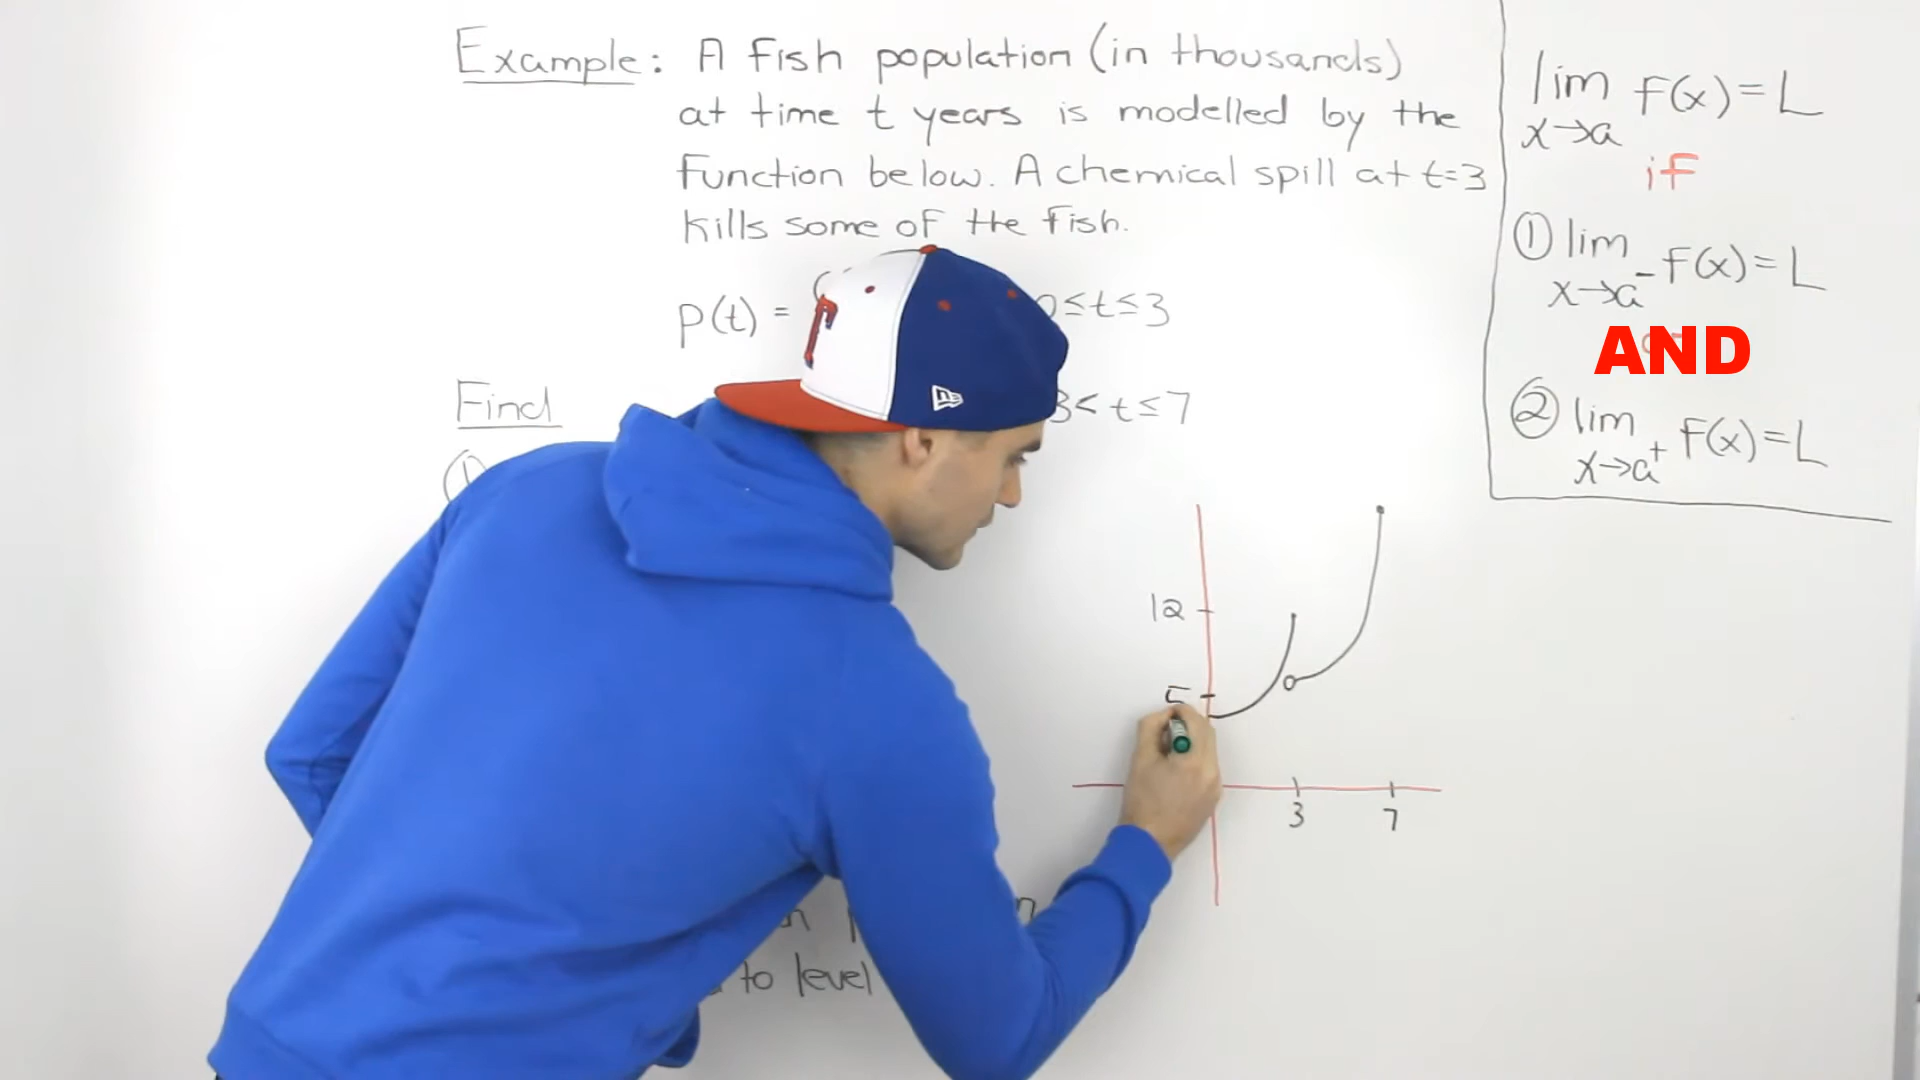 Example: A fish population (in thousands)
at time t years is modelled by the
function below. A chemical spill at t=3
kills some of the fish.
p(t) =
0≤t≤3
3<t≤7
Find
①
12
5
3
7
to level
lim f(x)=L
x→a
if
① lim f(x)=L
x→a⁻
AND
② lim f(x)=L
x→a⁺